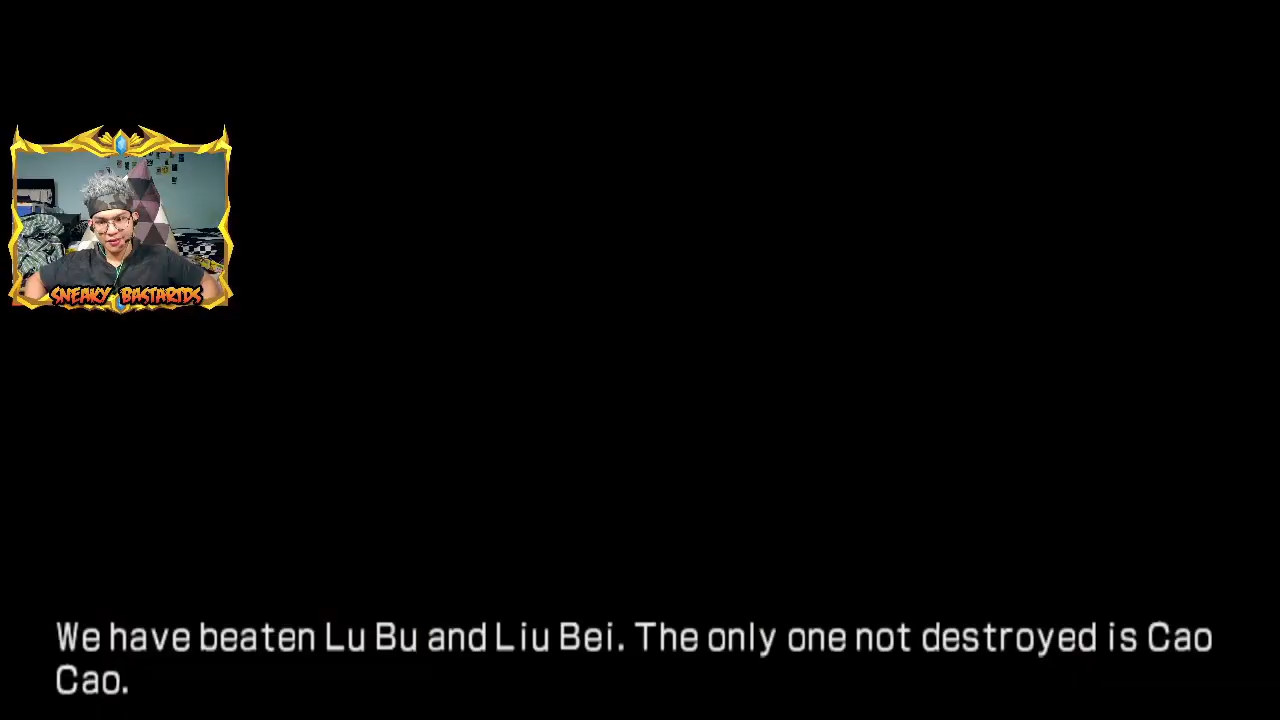 SNEAKY BASTARDS
We have beaten Lu Bu and Liu Bei. The only one not destroyed is Cao
Cao.